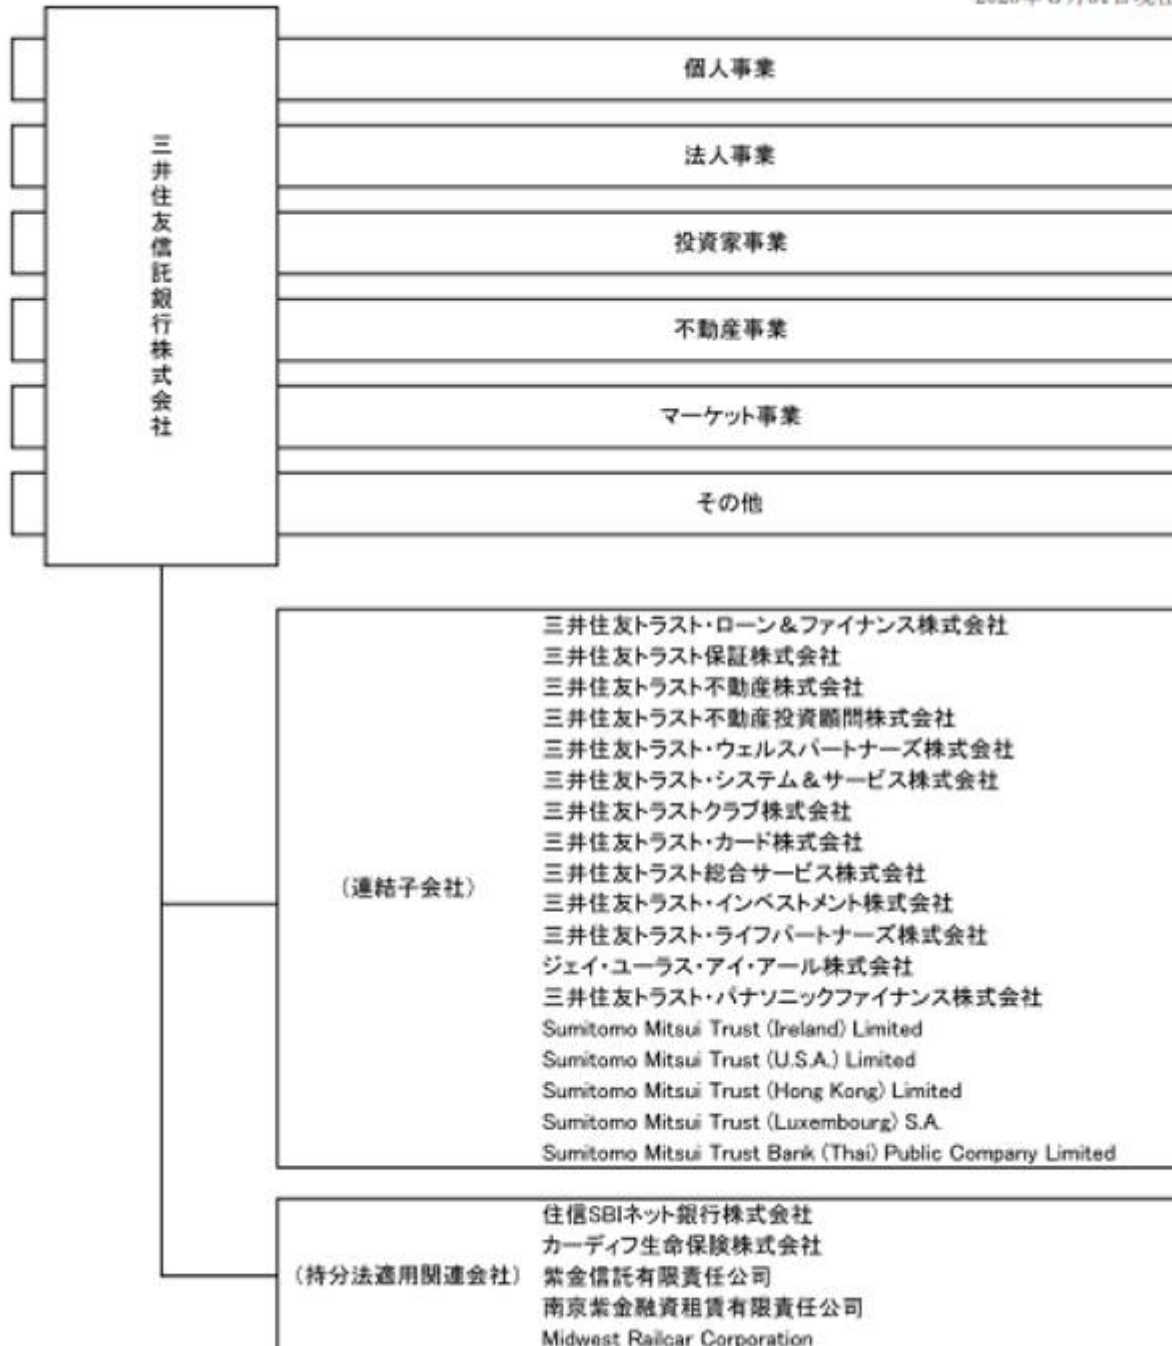 個人事業
法人事業
三井住友信託銀行株式会社
投資家事業
不動産事業
マーケット事業
その他
(連結子会社)
三井住友トラスト・ローン&ファイナンス株式会社
三井住友トラスト保証株式会社
三井住友トラスト不動産株式会社
三井住友トラスト不動産投資顧問株式会社
三井住友トラスト・ウェルスパートナーズ株式会社
三井住友トラスト・システム&サービス株式会社
三井住友トラストクラブ株式会社
三井住友トラスト・カード株式会社
三井住友トラスト総合サービス株式会社
三井住友トラスト・インベストメント株式会社
三井住友トラスト・ライフパートナーズ株式会社
ジェイ・ユーラス・アイ・アール株式会社
三井住友トラスト・パナソニックファイナンス株式会社
Sumitomo Mitsui Trust (Ireland) Limited
Sumitomo Mitsui Trust (U.S.A.) Limited
Sumitomo Mitsui Trust (Hong Kong) Limited
Sumitomo Mitsui Trust (Luxembourg) S.A.
Sumitomo Mitsui Trust Bank (Thai) Public Company Limited
(持分法適用関連会社)
住信SBIネット銀行株式会社
カーディフ生命保険株式会社
紫金信託有限責任公司
南京紫金融資租賃有限責任公司
Midwest Railcar Corporation